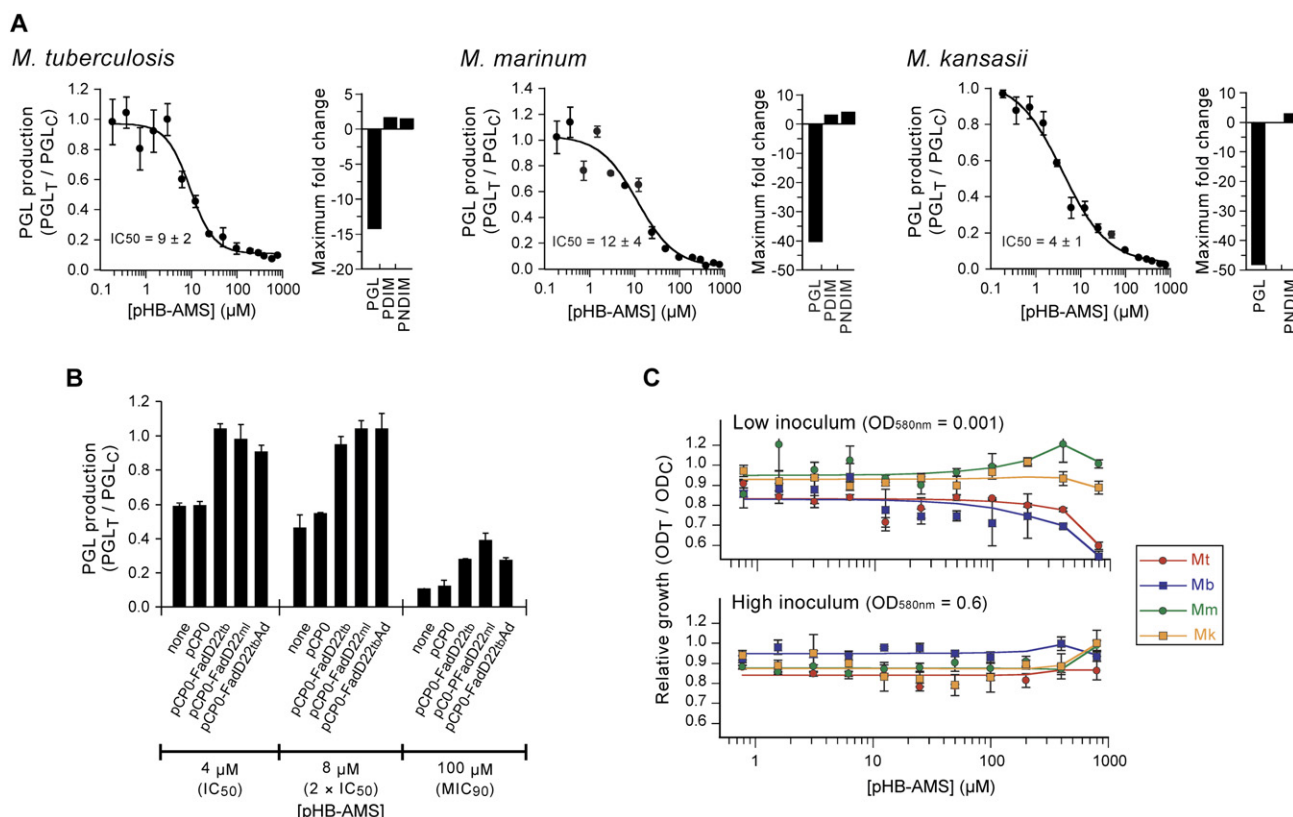 A
M. tuberculosis
M. marinum
M. kansasii
PGL production
(PGLT / PGLC)
1.2
1.0
0.8
0.6
0.4
0.2
0.0
IC50 = 9 ± 2
0.1
1
10
100
1000
[pHB-AMS] (µM)
Maximum fold change
5
0
-5
-10
-15
-20
PGL
PDIM
PNDIM
PGL production
(PGLT / PGLC)
1.4
1.2
1.0
0.8
0.6
0.4
0.2
0.0
IC50 = 12 ± 4
0.1
1
10
100
1000
[pHB-AMS] (µM)
Maximum fold change
10
0
-10
-20
-30
-40
-50
PGL
PDIM
PNDIM
PGL production
(PGLT / PGLC)
1.0
0.8
0.6
0.4
0.2
0.0
IC50 = 4 ± 1
0.1
1
10
100
1000
[pHB-AMS] (µM)
Maximum fold change
10
0
-10
-20
-30
-40
-50
PGL
PNDIM
B
PGL production
(PGLT / PGLC)
1.2
1.0
0.8
0.6
0.4
0.2
0.0
none
pCP0
pCP0-FadD22tb
pCP0-FadD22ml
pCP0-FadD22tbAd
none
pCP0
pCP0-FadD22tb
pCP0-FadD22ml
pCP0-FadD22tbAd
none
pCP0
pCP0-FadD22tb
pC0-PFadD22ml
pCP0-FadD22tbAd
4 µM
(IC50)
8 µM
(2 × IC50)
100 µM
(MIC90)
[pHB-AMS]
C
Relative growth (ODT / ODC)
Low inoculum (OD580nm = 0.001)
1.2
1.0
0.9
0.8
0.7
0.6
High inoculum (OD580nm = 0.6)
1.2
1.0
0.9
0.8
0.7
0.6
1
10
100
1000
[pHB-AMS] (µM)
Mt
Mb
Mm
Mk